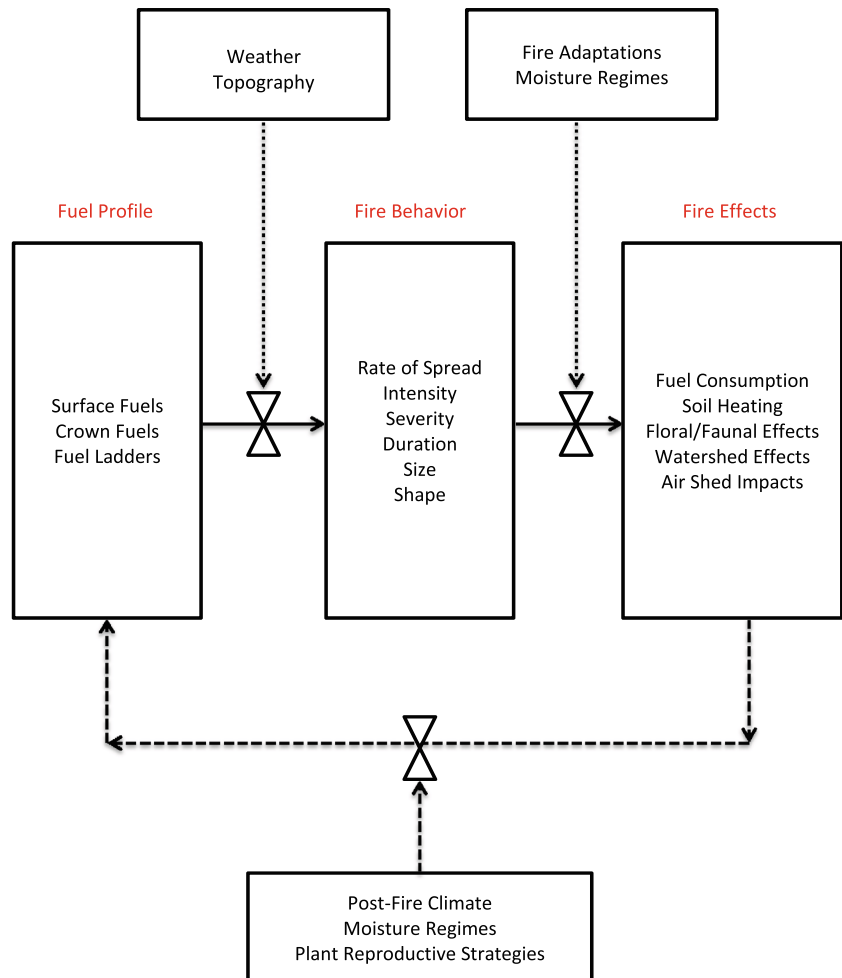 Weather
Topography
Fire Adaptations
Moisture Regimes
Fuel Profile
Fire Behavior
Fire Effects
Surface Fuels
Crown Fuels
Fuel Ladders
Rate of Spread
Intensity
Severity
Duration
Size
Shape
Fuel Consumption
Soil Heating
Floral/Faunal Effects
Watershed Effects
Air Shed Impacts
Post-Fire Climate
Moisture Regimes
Plant Reproductive Strategies